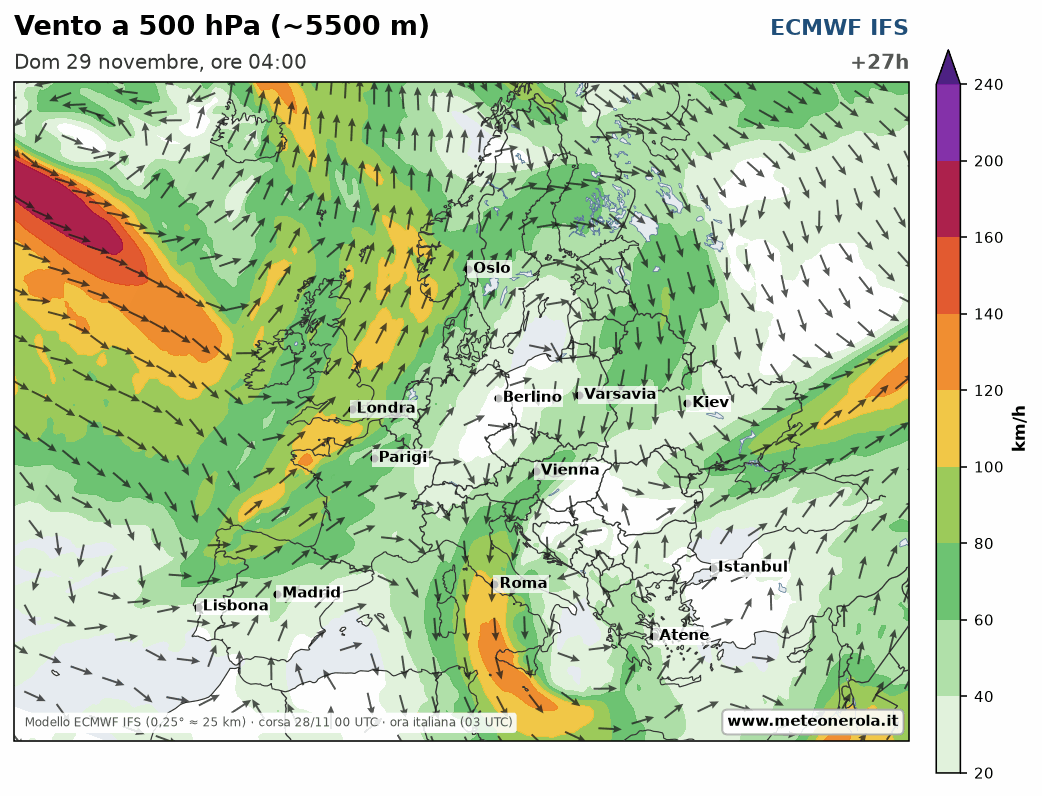 Vento a 500 hPa (~5500 m)
ECMWF IFS
Dom 29 novembre, ore 04:00
+27h
240
200
160
140
120
100
80
60
40
20
km/h
Oslo
Berlino
Varsavia
Kiev
Londra
Parigi
Vienna
Istanbul
Roma
Madrid
Lisbona
Atene
Modello ECMWF IFS (0,25° ≈ 25 km) · corsa 28/11 00 UTC · ora italiana (03 UTC)
www.meteonerola.it